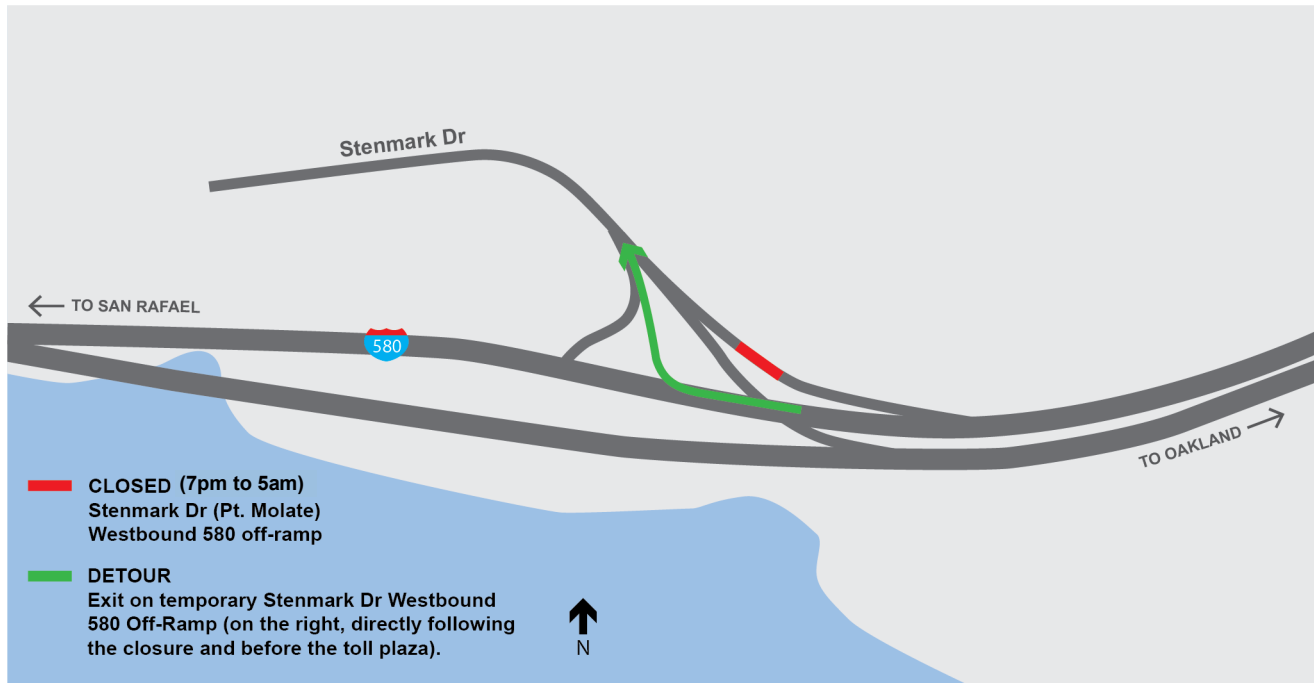 Stenmark Dr
TO SAN RAFAEL
580
TO OAKLAND
CLOSED (7pm to 5am)
Stenmark Dr (Pt. Molate)
Westbound 580 off-ramp
DETOUR
Exit on temporary Stenmark Dr Westbound
580 Off-Ramp (on the right, directly following
the closure and before the toll plaza).
N